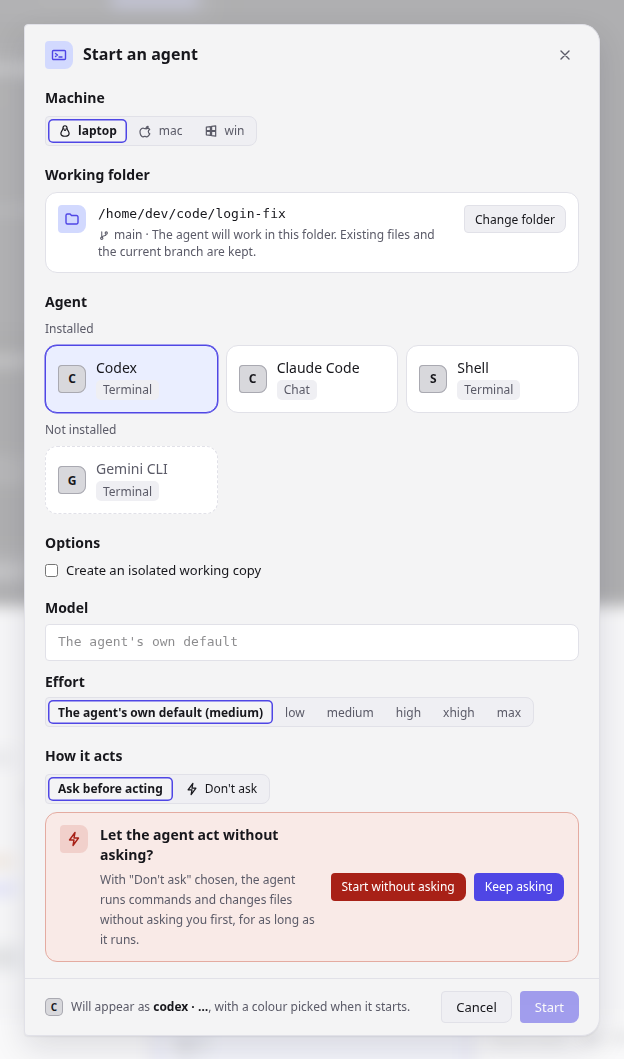 Start an agent
Machine
laptop
mac
win
Working folder
/home/dev/code/login-fix
Change folder
main · The agent will work in this folder. Existing files and
the current branch are kept.
Agent
Installed
C
Codex
Terminal
C
Claude Code
Chat
S
Shell
Terminal
Not installed
G
Gemini CLI
Terminal
Options
Create an isolated working copy
Model
The agent's own default
Effort
The agent's own default (medium)
low
medium
high
xhigh
max
How it acts
Ask before acting
Don't ask
Let the agent act without
asking?
With "Don't ask" chosen, the agent
runs commands and changes files
without asking you first, for as long as
it runs.
Start without asking
Keep asking
C
Will appear as codex · ..., with a colour picked when it starts.
Cancel
Start